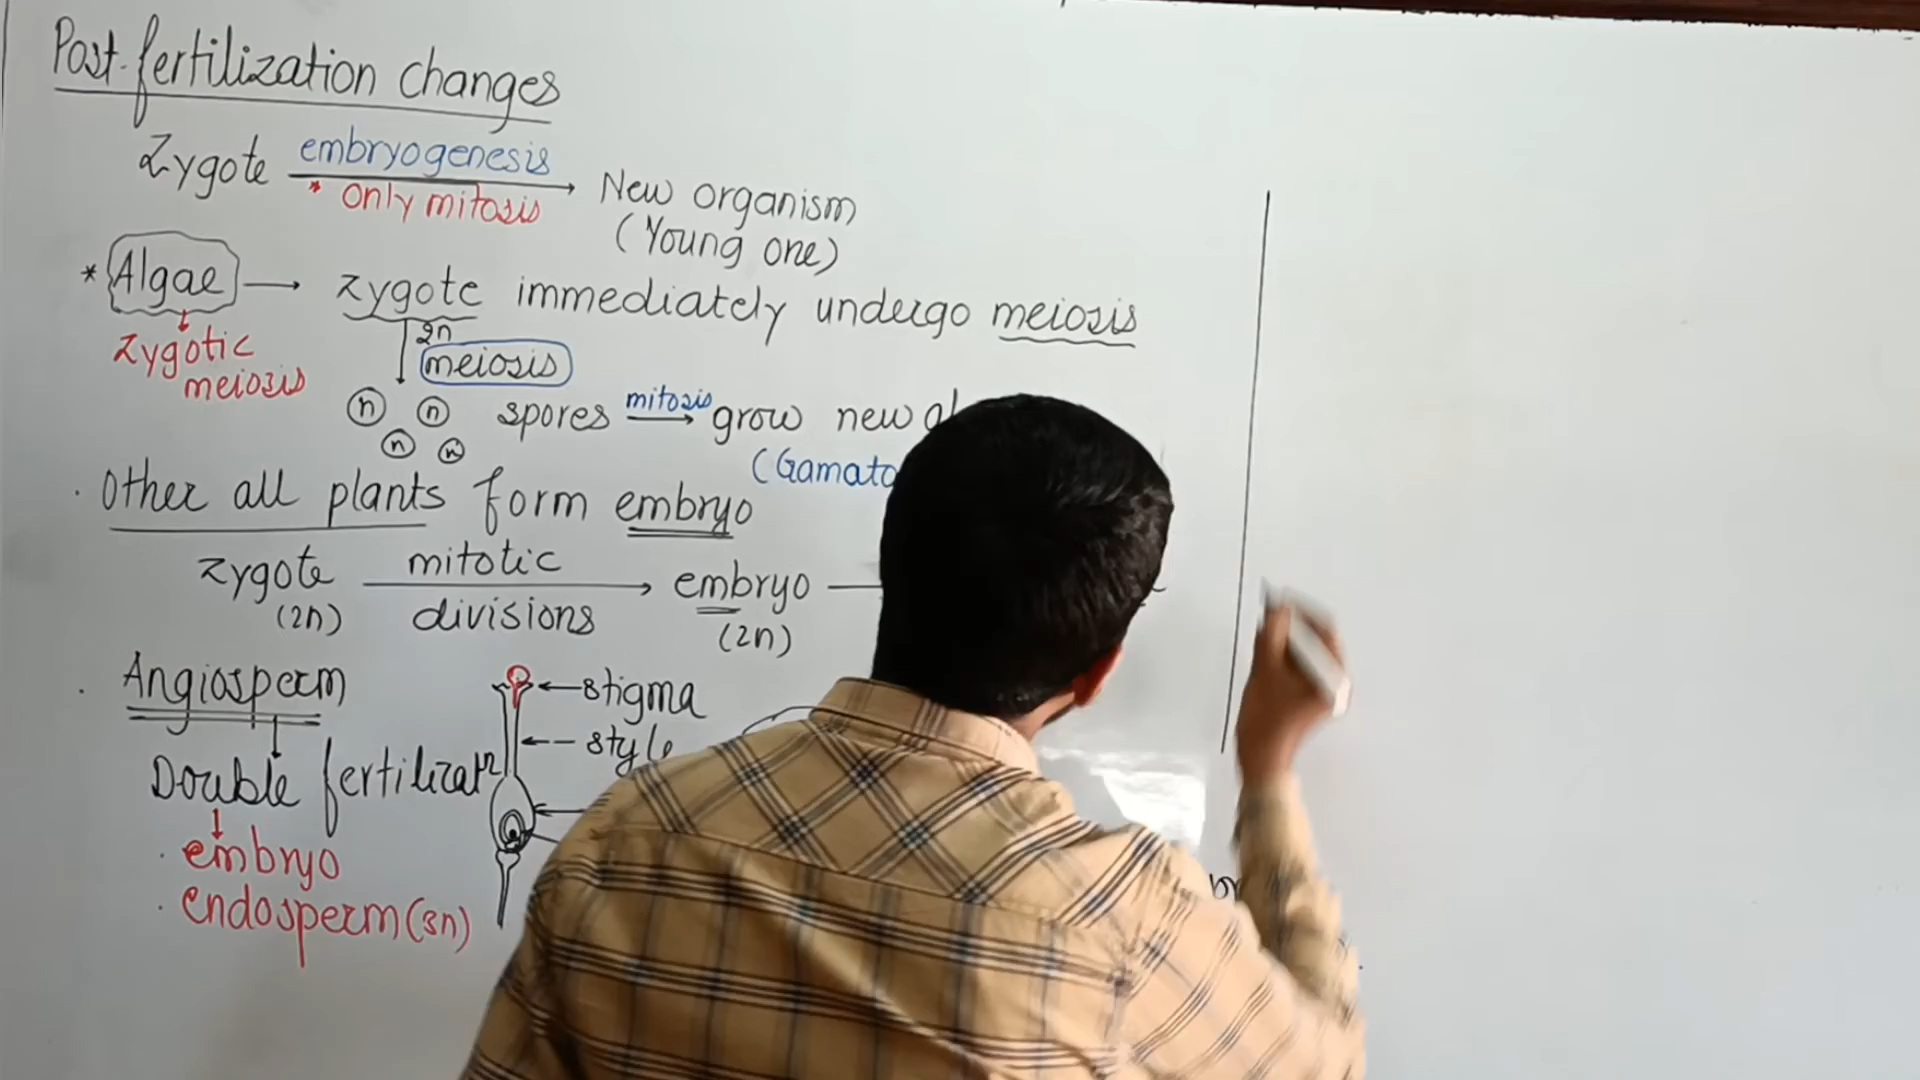 Post-fertilization changes
Zygote embryogenesis New organism
* only mitosis (Young one)
* Algae → zygote immediately undergo meiosis
zygotic meiosis
2n
meiosis
n n spores mitosis grow new
n n
· Other all plants form embryo
zygote mitotic divisions embryo
(2n) (2n)
· Angiosperm
stigma
style
Double
· embryo
· endosperm (3n)